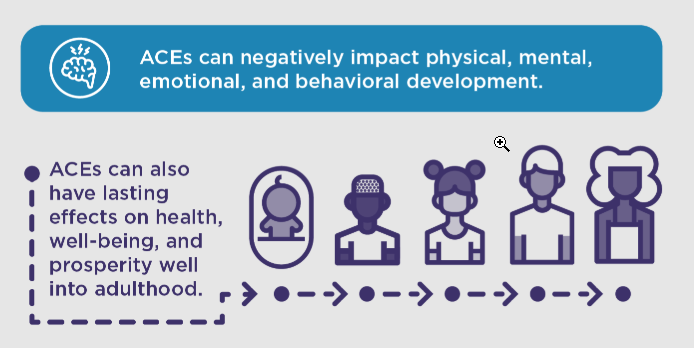 ACEs can negatively impact physical, mental,
emotional, and behavioral development.
ACEs can also
have lasting
effects on health,
well-being, and
prosperity well
into adulthood.